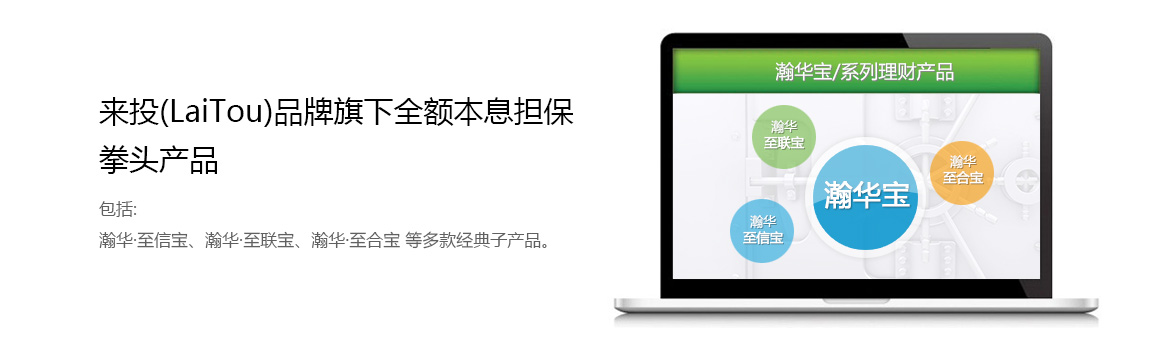 来投(LaiTou)品牌旗下全额本息担保
拳头产品
包括:
瀚华·至信宝、瀚华·至联宝、瀚华·至合宝 等多款经典子产品。
瀚华宝/系列理财产品
瀚华
至联宝
瀚华宝
瀚华
至合宝
瀚华
至信宝